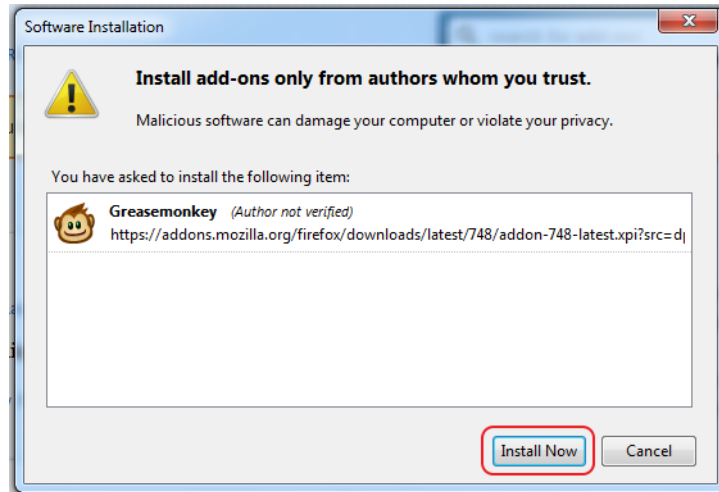 Software Installation
Install add-ons only from authors whom you trust.
Malicious software can damage your computer or violate your privacy.
You have asked to install the following item:
Greasemonkey (Author not verified)
https://addons.mozilla.org/firefox/downloads/latest/748/addon-748-latest.xpi?src=d
Install Now
Cancel